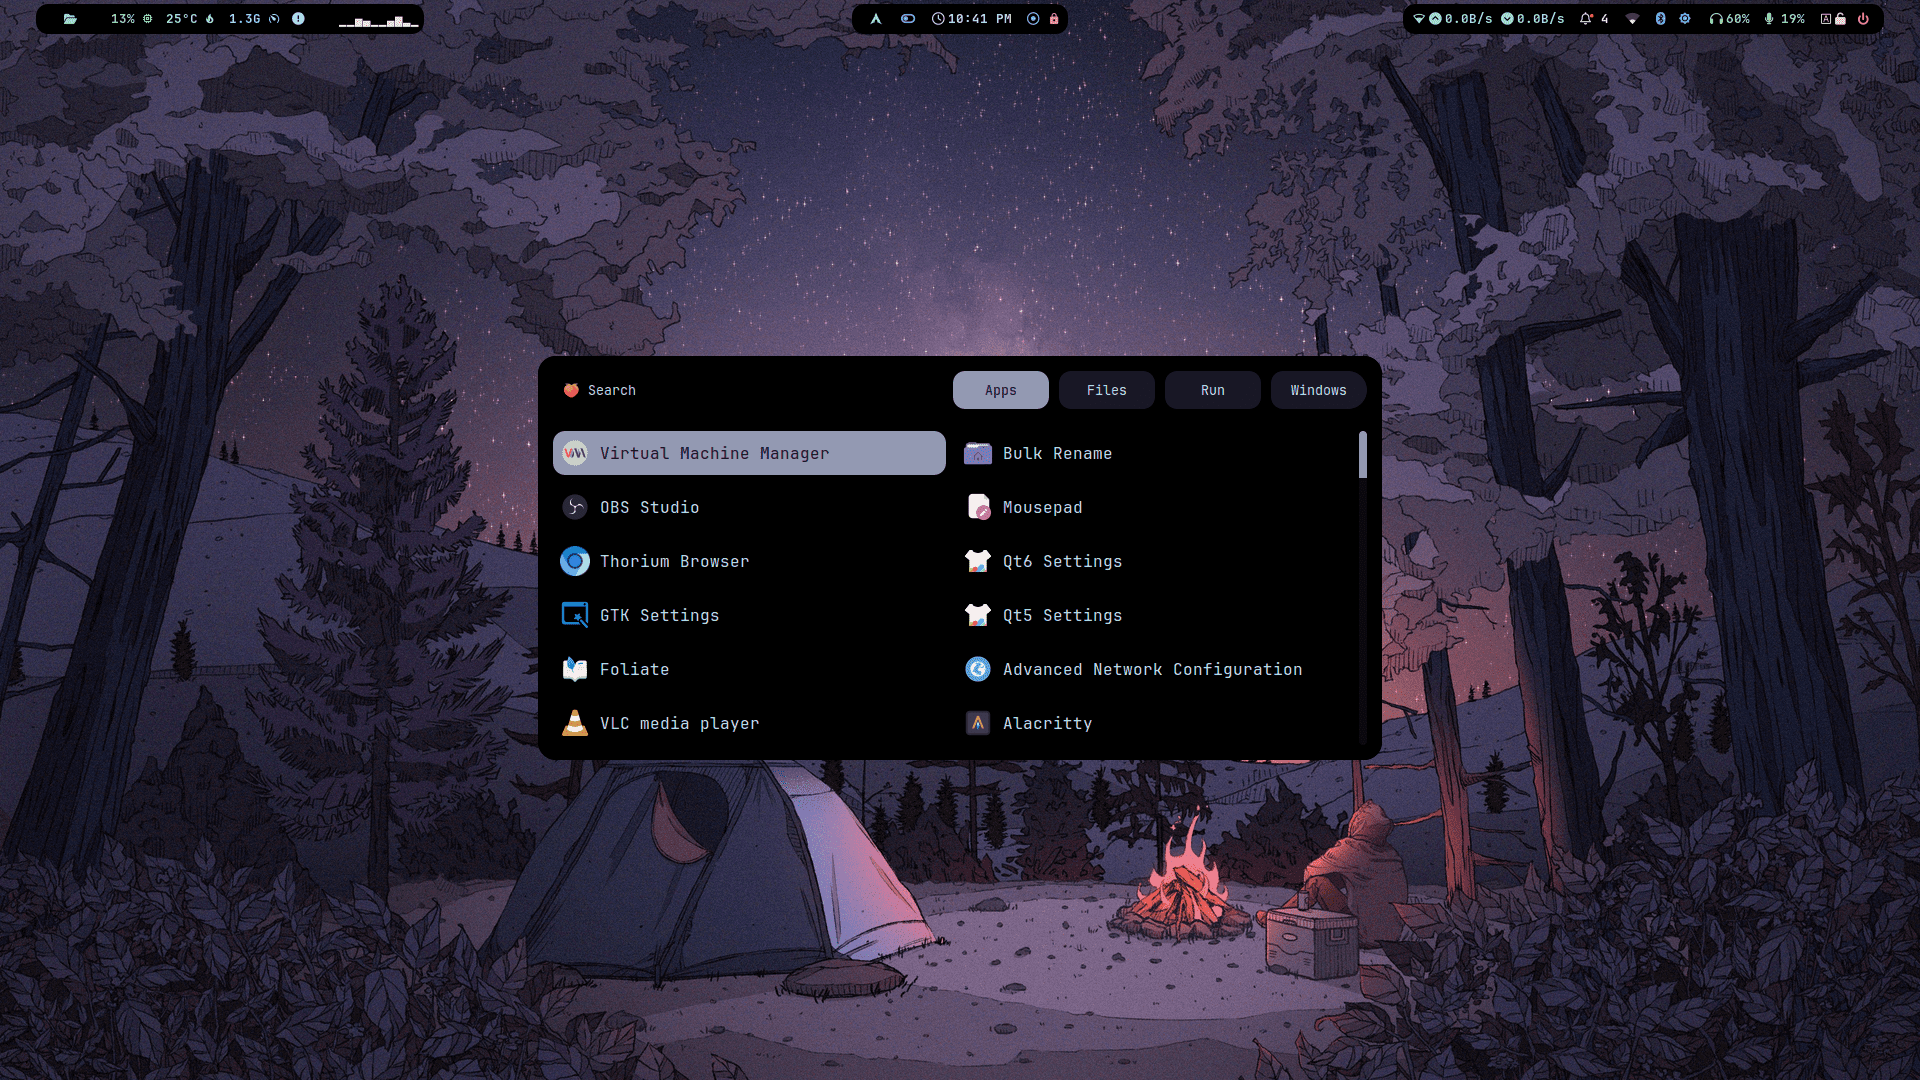 13% 25°C 1.3G
10:41 PM
0.0B/s 0.0B/s 4 60% 19% A
Search Apps Files Run Windows
Virtual Machine Manager Bulk Rename
OBS Studio Mousepad
Thorium Browser Qt6 Settings
GTK Settings Qt5 Settings
Foliate Advanced Network Configuration
VLC media player Alacritty